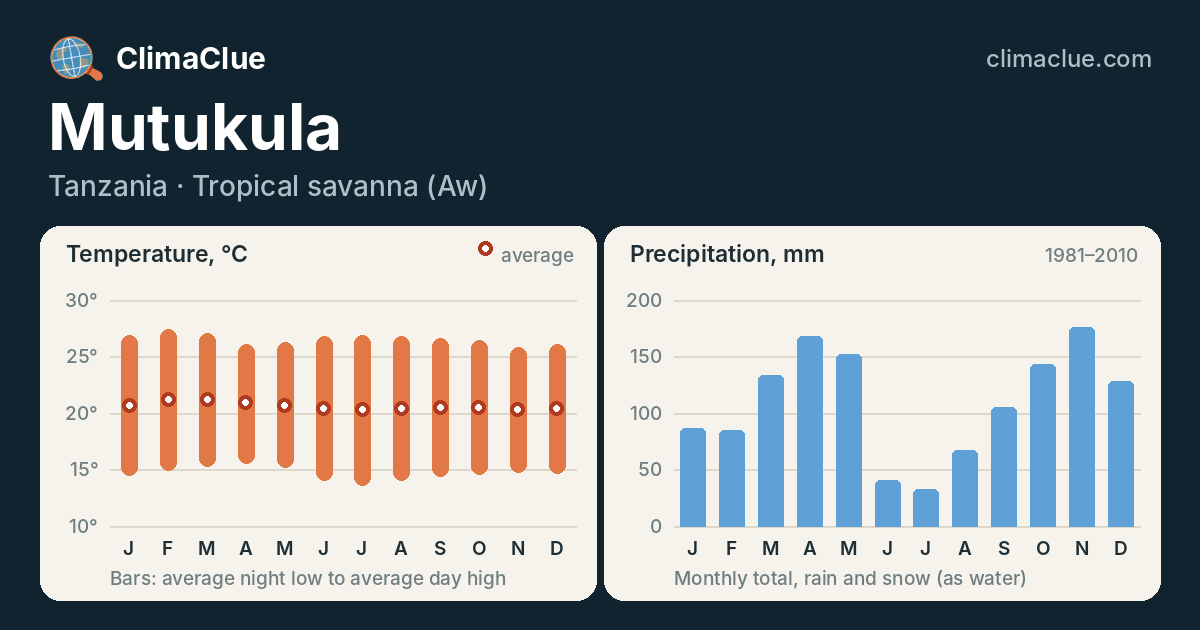 ClimaClue
climaclue.com
Mutukula
Tanzania · Tropical savanna (Aw)
Temperature, °C
average
30°
25°
20°
15°
10°
J F M A M J J A S O N D
Bars: average night low to average day high
Precipitation, mm
1981–2010
200
150
100
50
0
J F M A M J J A S O N D
Monthly total, rain and snow (as water)